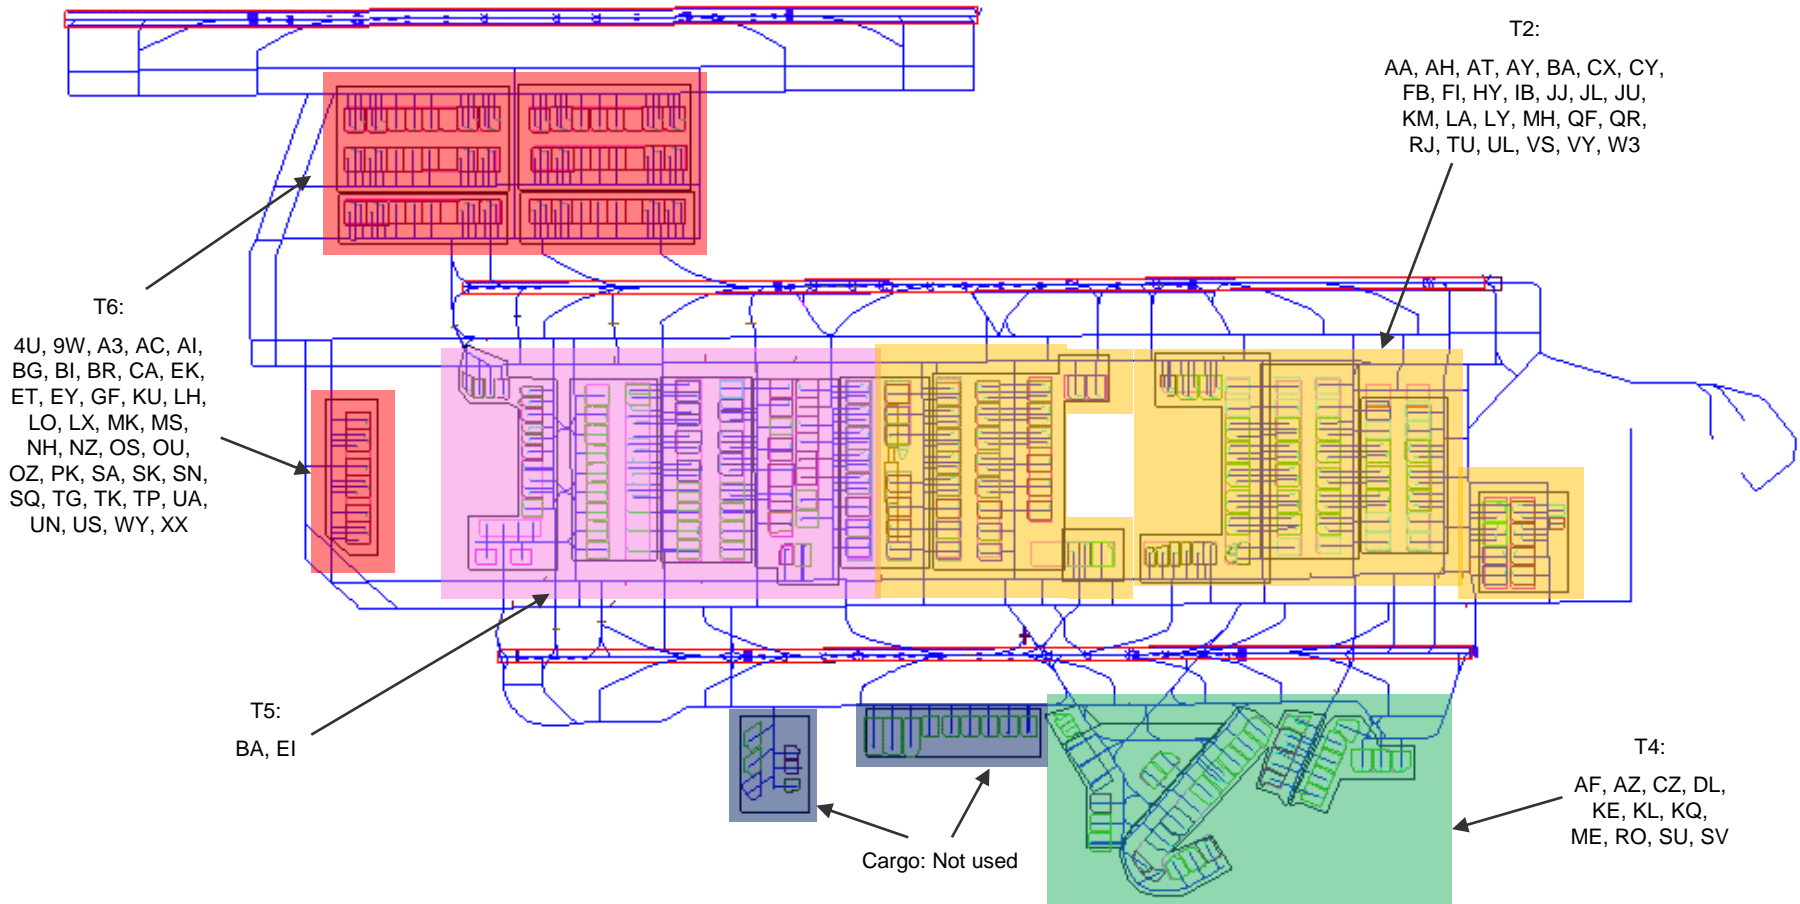 T2:
AA, AH, AT, AY, BA, CX, CY,
FB, FI, HY, IB, JJ, JL, JU,
KM, LA, LY, MH, QF, QR,
RJ, TU, UL, VS, VY, W3
T6:
4U, 9W, A3, AC, AI,
BG, BI, BR, CA, EK,
ET, EY, GF, KU, LH,
LO, LX, MK, MS,
NH, NZ, OS, OU,
OZ, PK, SA, SK, SN,
SQ, TG, TK, TP, UA,
UN, US, WY, XX
T5:
BA, EI
Cargo: Not used
T4:
AF, AZ, CZ, DL,
KE, KL, KQ,
ME, RO, SU, SV